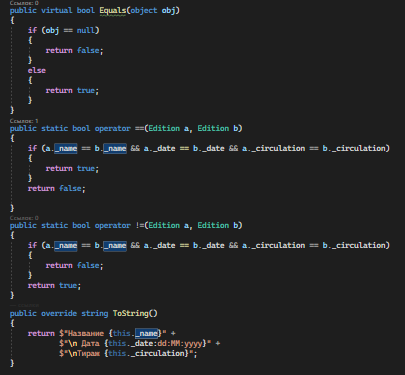 Ссылок: 0
public virtual bool Equals(object obj)
{
if (obj == null)
{
return false;
}
else
{
return true;
}
}
Ссылок: 1
public static bool operator ==(Edition a, Edition b)
{
if (a._name == b._name && a._date == b._date && a._circulation == b._circulation)
{
return true;
}
return false;
}
Ссылок: 0
public static bool operator !=(Edition a, Edition b)
{
if (a._name == b._name && a._date == b._date && a._circulation == b._circulation)
{
return false;
}
return true;
}
public override string ToString()
{
return $"Название {this._name}" +
$"\n Дата {this._date:dd:MM:yyyy}" +
$"\nТираж {this._circulation}";
}